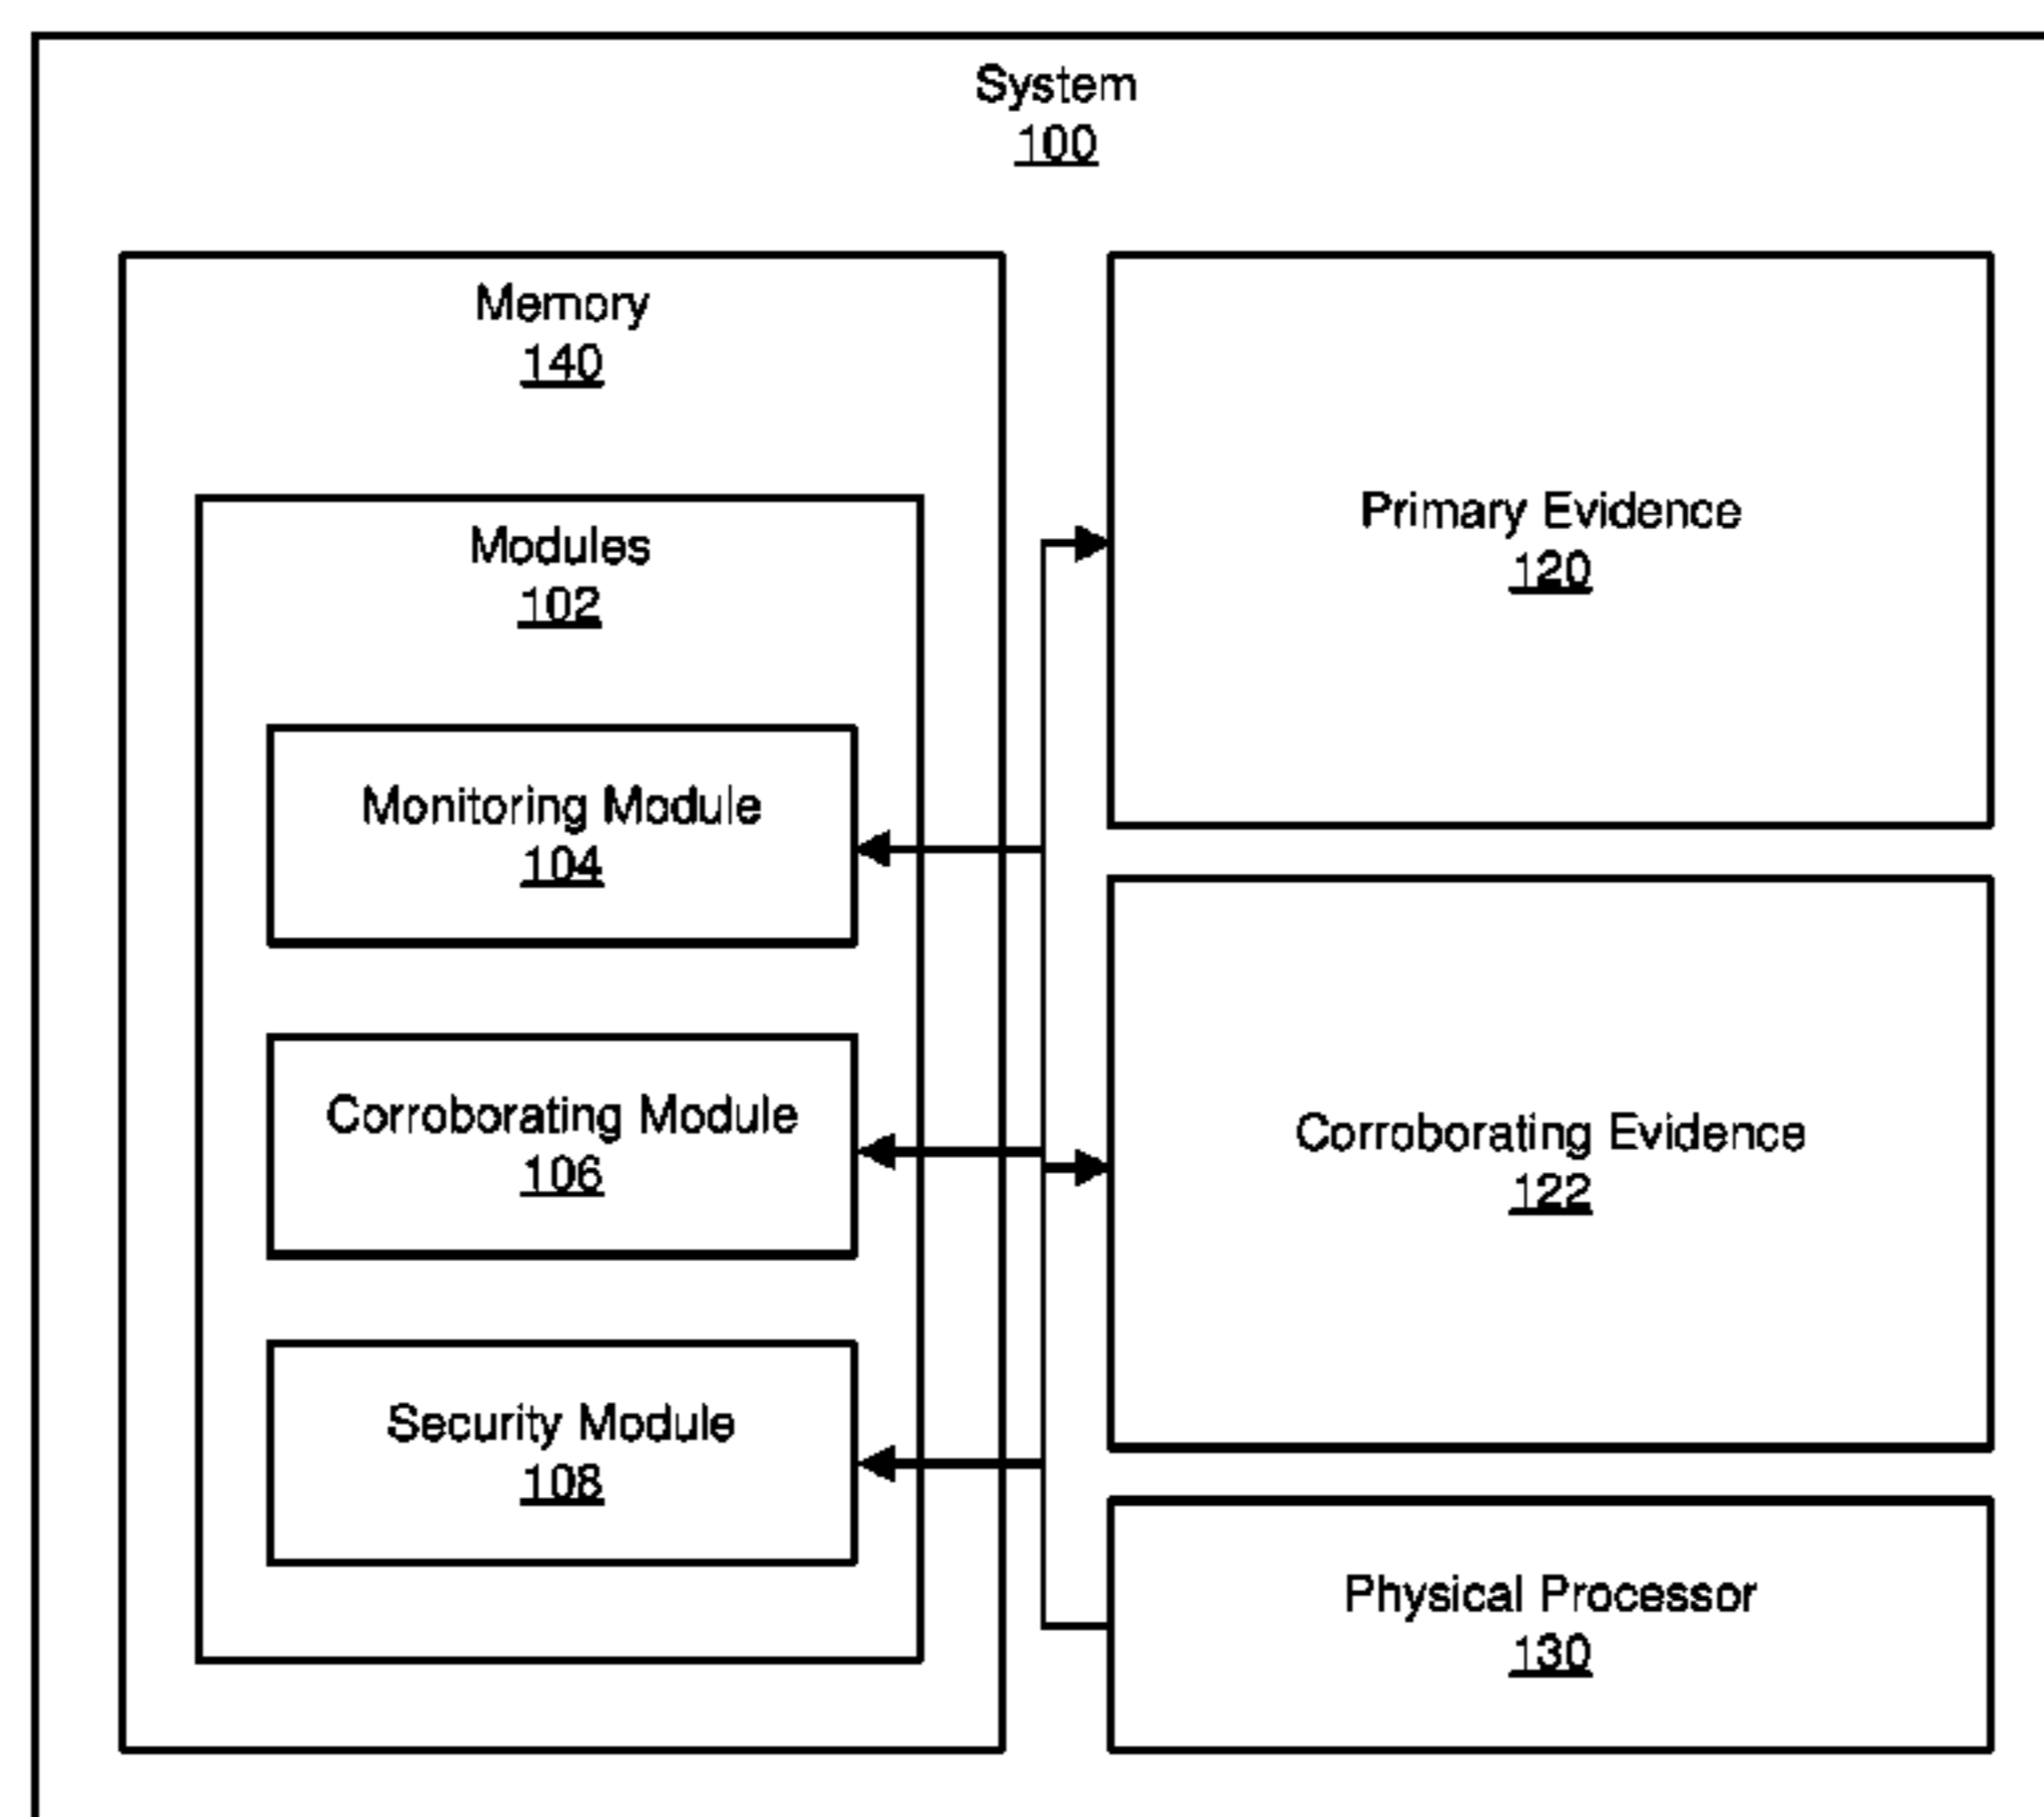 System
100
Memory
140
Modules
102
Monitoring Module
104
Corroborating Module
106
Security Module
108
Primary Evidence
120
Corroborating Evidence
122
Physical Processor
130